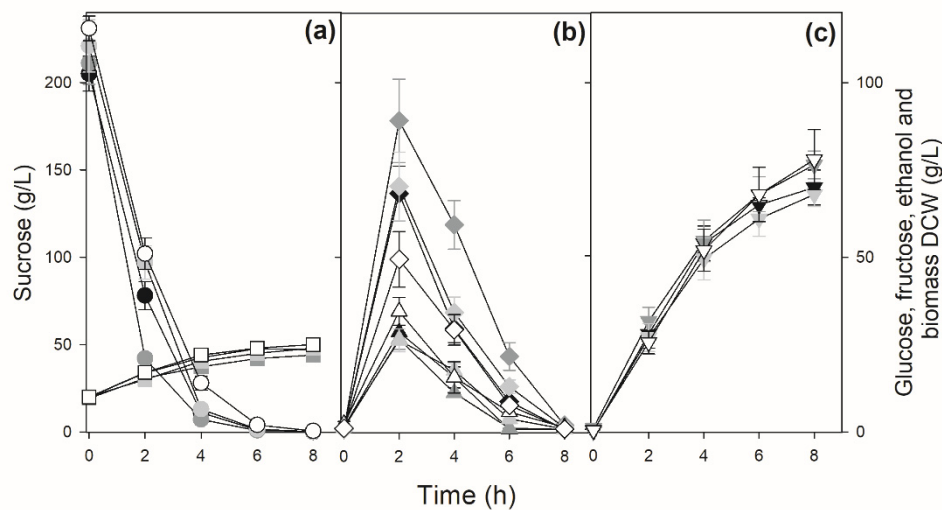 (a)
(b)
(c)
Sucrose (g/L)
200
150
100
50
0
0 2 4 6 8
0 2 4 6 8
0 2 4 6 8
100
50
0
Glucose, fructose, ethanol and
biomass DCW (g/L)
Time (h)